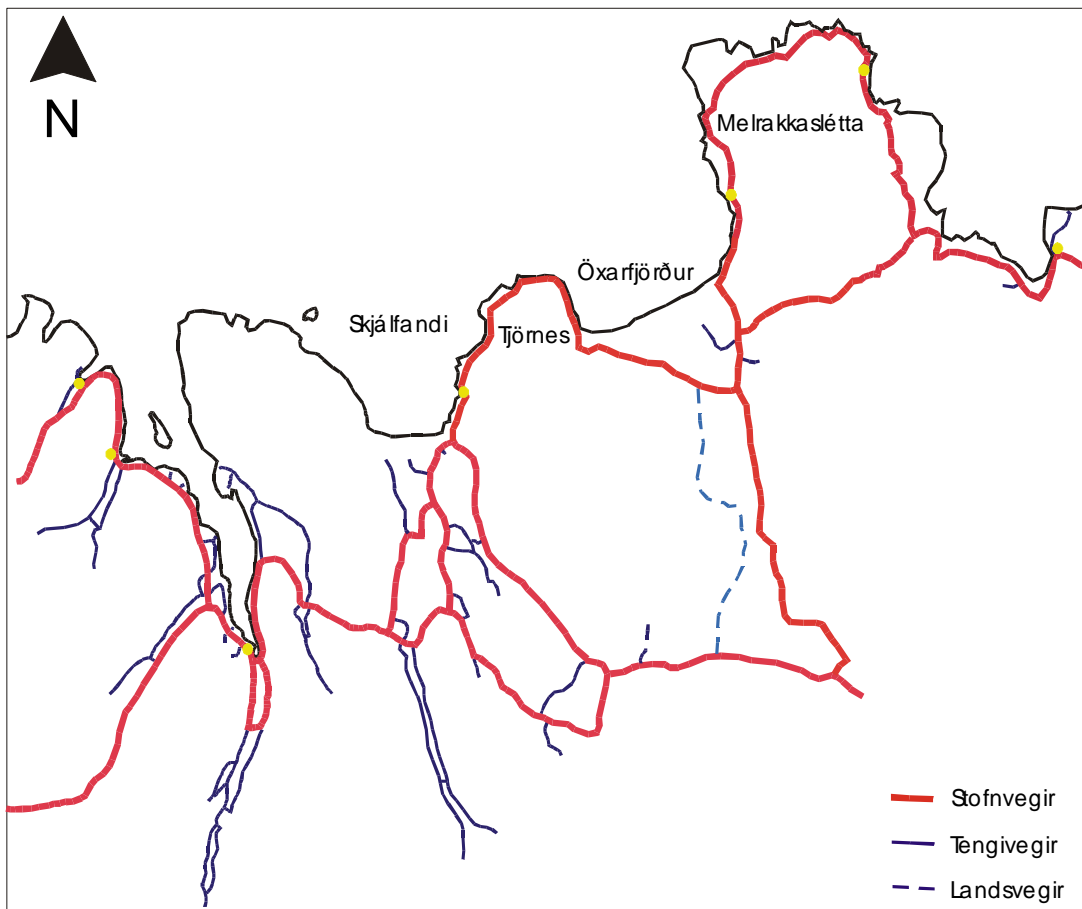 N
Melrakkaslétta
Öxarfjörður
Skjálfandi
Tjörnes
Stofnvegir
Tengivegir
Landsvegir